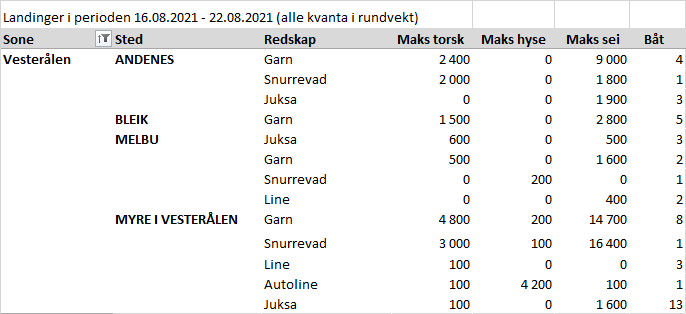 Landinger i perioden 16.08.2021 - 22.08.2021 (alle kvanta i rundvekt)
Sone Sted Redskap Maks torsk Maks hyse Maks sei Båt
Vesterålen ANDENES Garn 2 400 0 9 000 4
Snurrevad 2 000 0 1 800 1
Juksa 0 0 1 900 3
BLEIK Garn 1 500 0 2 800 5
MELBU Juksa 600 0 500 3
Garn 500 0 1 600 2
Snurrevad 0 200 0 1
Line 0 0 400 2
MYRE I VESTERÅLEN Garn 4 800 200 14 700 8
Snurrevad 3 000 100 16 400 1
Line 100 0 0 3
Autoline 100 4 200 100 1
Juksa 100 0 1 600 13